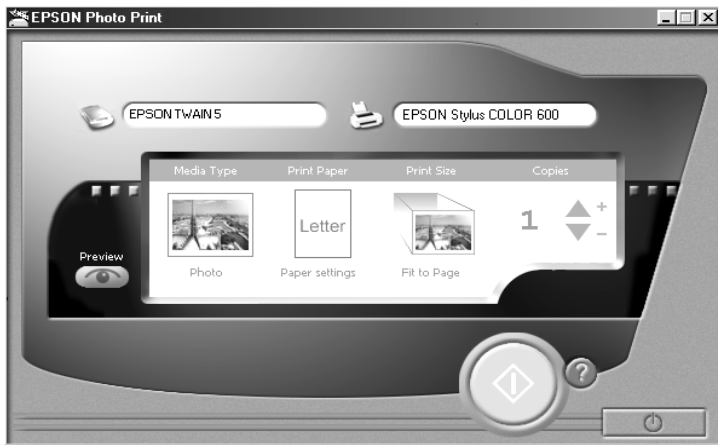 EPSON Photo Print
EPSON TWAIN 5
EPSON Stylus COLOR 600
Media Type Print Paper Print Size Copies
Letter
1
+
-
Preview
Photo Paper settings Fit to Page
?